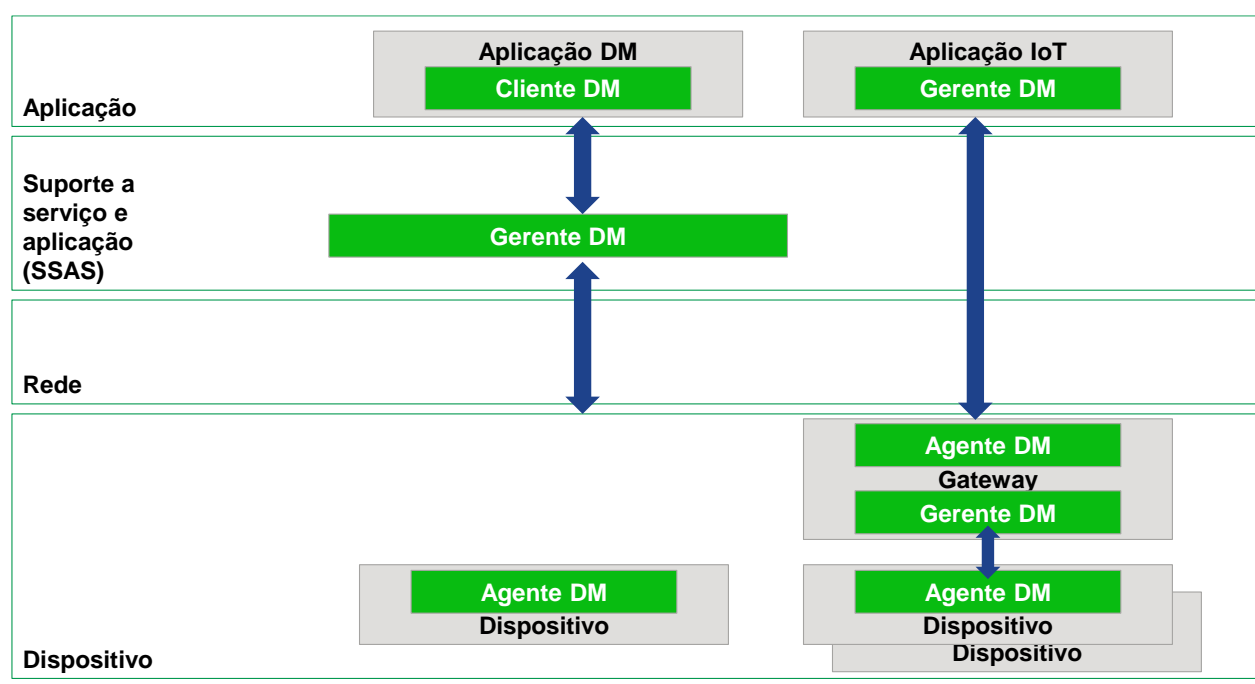 Aplicação DM
Cliente DM
Aplicação IoT
Gerente DM
Aplicação
Suporte a
serviço e
aplicação
(SSAS)
Gerente DM
Rede
Agente DM
Gateway
Gerente DM
Agente DM
Dispositivo
Agente DM
Dispositivo
Dispositivo
Dispositivo